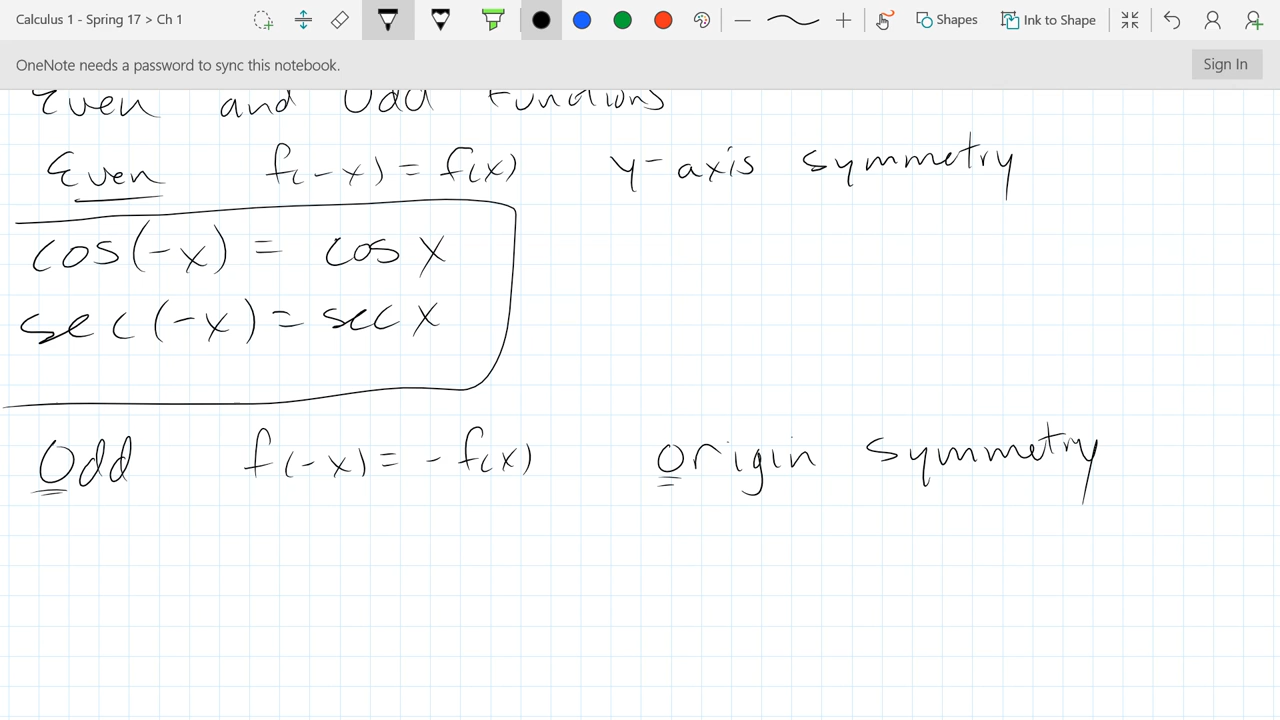 Calculus 1 - Spring 17 > Ch 1 Shapes Ink to Shape
OneNote needs a password to sync this notebook. Sign In
Even and Odd Functions
Even f(-x) = f(x) y-axis symmetry
cos(-x) = cos x
sec(-x) = sec x
Odd f(-x) = -f(x) origin symmetry